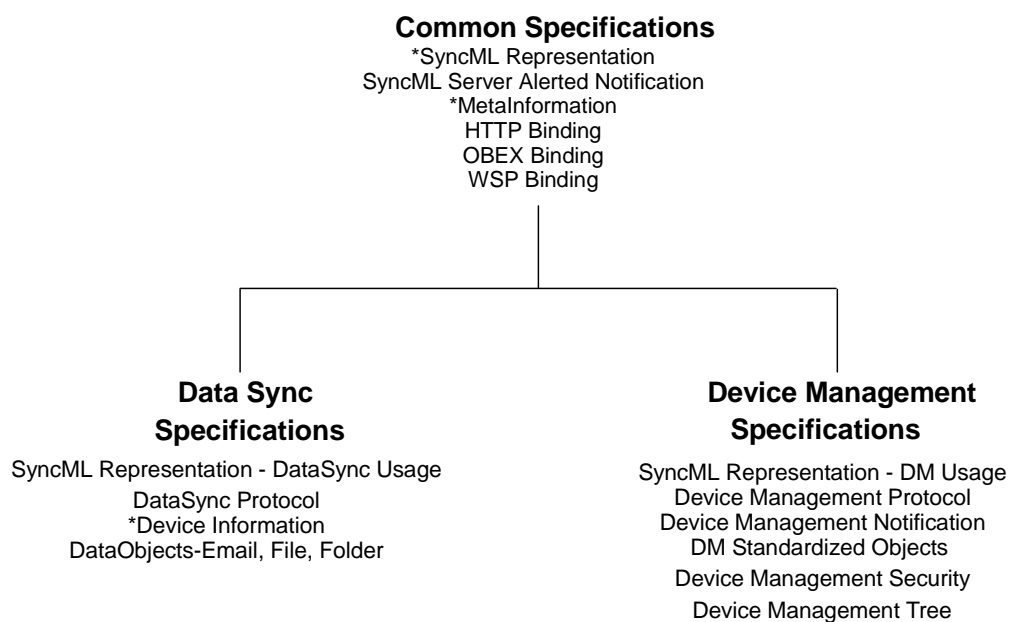 Common Specifications
*SyncML Representation
SyncML Server Alerted Notification
*MetaInformation
HTTP Binding
OBEX Binding
WSP Binding
Data Sync
Specifications
SyncML Representation - DataSync Usage
DataSync Protocol
*Device Information
DataObjects-Email, File, Folder
Device Management
Specifications
SyncML Representation - DM Usage
Device Management Protocol
Device Management Notification
DM Standardized Objects
Device Management Security
Device Management Tree